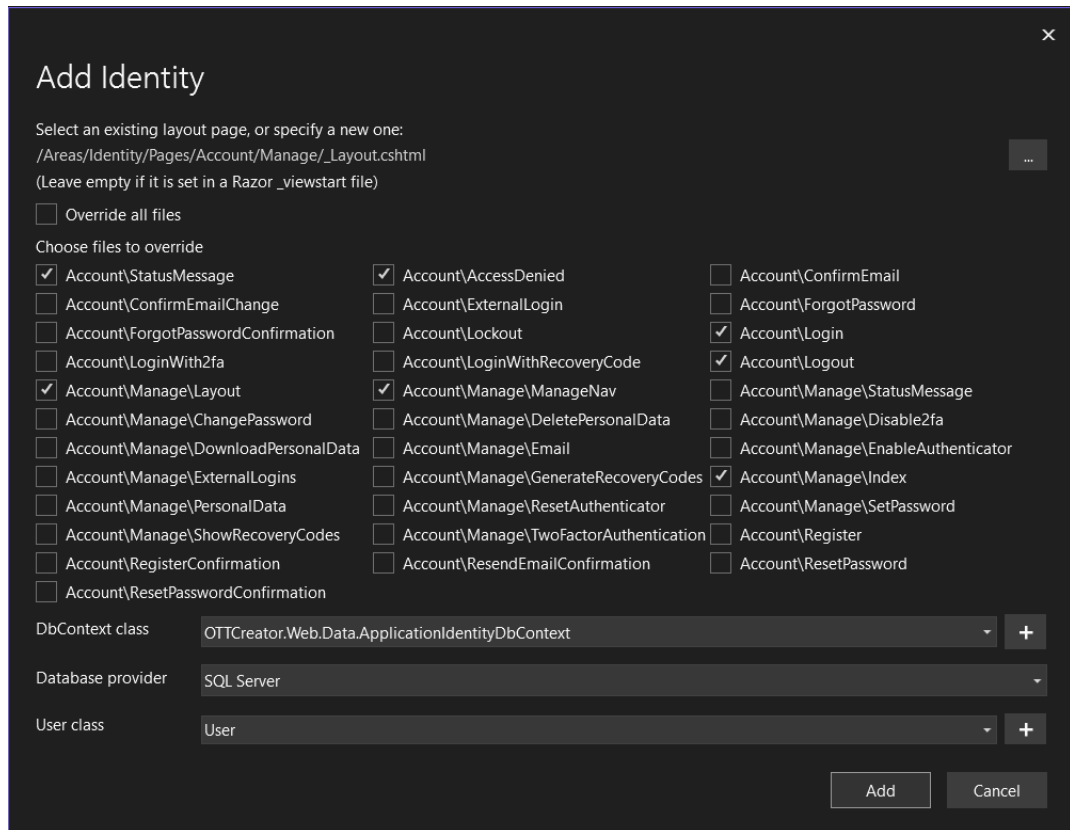 Add Identity
Select an existing layout page, or specify a new one:
/Areas/Identity/Pages/Account/Manage/_Layout.cshtml
...
(Leave empty if it is set in a Razor _viewstart file)
Override all files
Choose files to override
Account\StatusMessage Account\AccessDenied Account\ConfirmEmail
Account\ConfirmEmailChange Account\ExternalLogin Account\ForgotPassword
Account\ForgotPasswordConfirmation Account\Lockout Account\Login
Account\LoginWith2fa Account\LoginWithRecoveryCode Account\Logout
Account\Manage\Layout Account\Manage\ManageNav Account\Manage\StatusMessage
Account\Manage\ChangePassword Account\Manage\DeletePersonalData Account\Manage\Disable2fa
Account\Manage\DownloadPersonalData Account\Manage\Email Account\Manage\EnableAuthenticator
Account\Manage\ExternalLogins Account\Manage\GenerateRecoveryCodes Account\Manage\Index
Account\Manage\PersonalData Account\Manage\ResetAuthenticator Account\Manage\SetPassword
Account\Manage\ShowRecoveryCodes Account\Manage\TwoFactorAuthentication Account\Register
Account\RegisterConfirmation Account\ResendEmailConfirmation Account\ResetPassword
Account\ResetPasswordConfirmation
DbContext class OTTCreator.Web.Data.ApplicationIdentityDbContext +
Database provider SQL Server
User class User +
Add Cancel